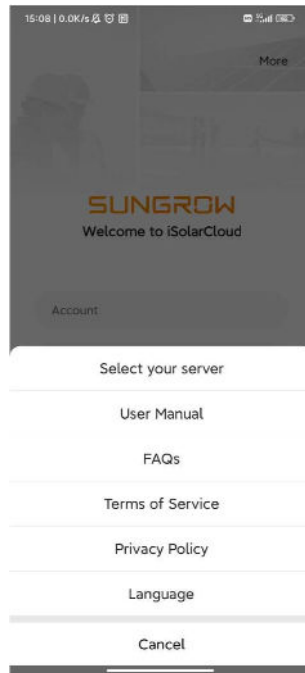 15:08 | 0.0K/s
More
SUNGROW
Welcome to iSolarCloud
Account
Select your server
User Manual
FAQs
Terms of Service
Privacy Policy
Language
Cancel